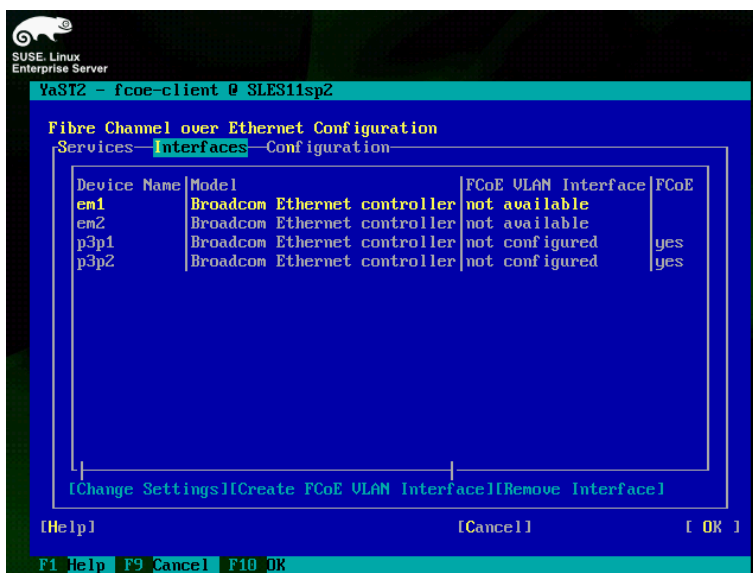 SUSE. Linux
Enterprise Server
YaST2 - fcoe-client @ SLES11sp2
Fibre Channel over Ethernet Configuration
Services Interfaces Configuration
Device Name|Model|FCoE VLAN Interface|FCoE
em1 |Broadcom Ethernet controller|not available
em2 |Broadcom Ethernet controller|not available
p3p1 |Broadcom Ethernet controller|not configured |yes
p3p2 |Broadcom Ethernet controller|not configured |yes
[Change Settings][Create FCoE VLAN Interface][Remove Interface]
[Help] [Cancel] [ OK ]
F1 Help F9 Cancel F10 OK